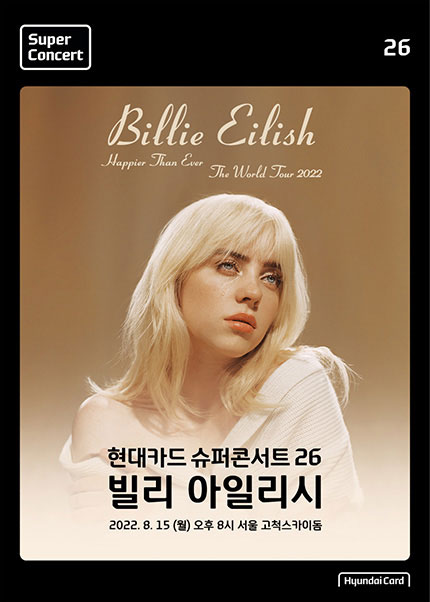 Super
Concert
26
Billie Eilish
Happier Than Ever
The World Tour 2022
현대카드 슈퍼콘서트 26
빌리 아일리시
2022. 8. 15 (월) 오후 8시 서울 고척스카이돔
HyundaiCard